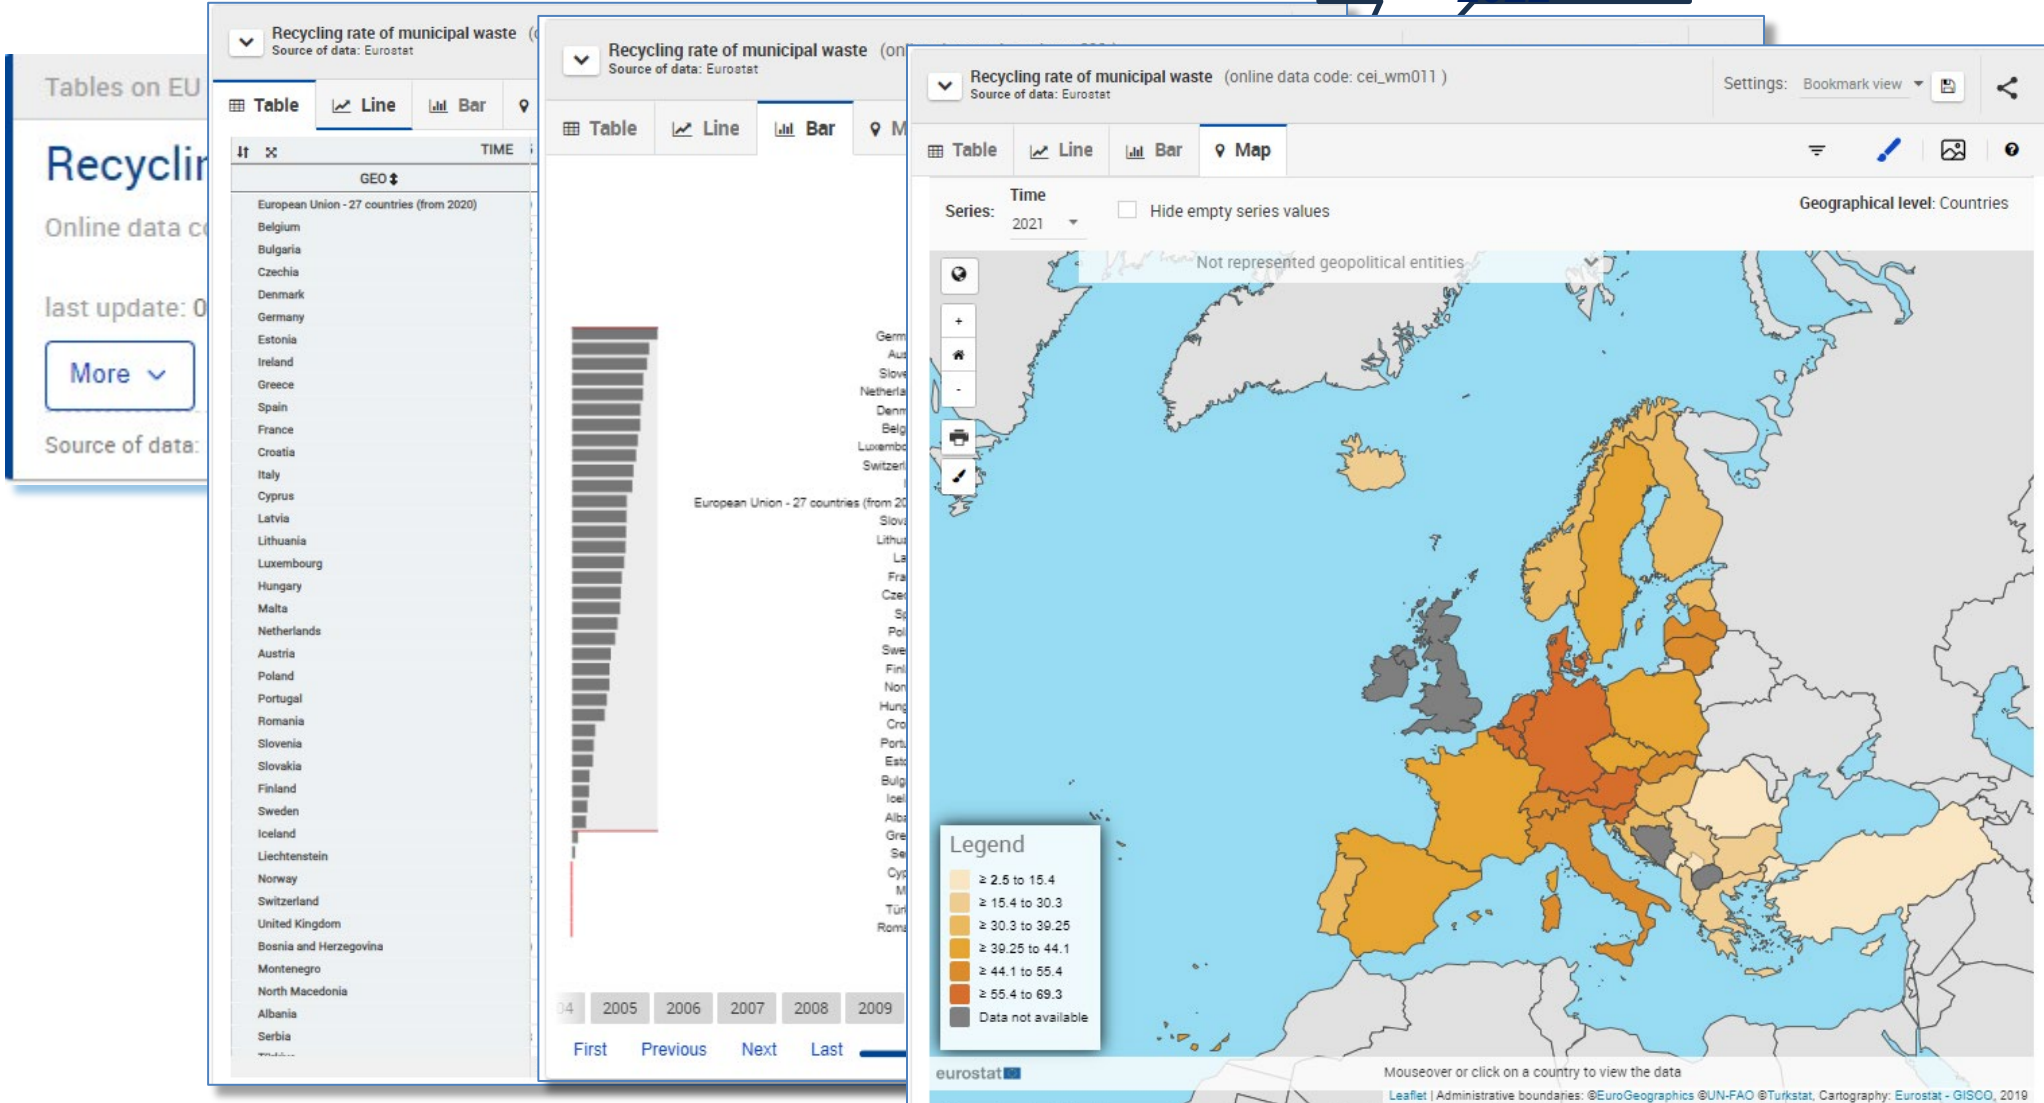 Tables on EU
Online data
last update: 0
More
Source of data:
Recycling rate of municipal waste
Source of data: Eurostat
Table Line Bar
TIME
GEO
European Union - 27 countries (from 2020)
Belgium
Bulgaria
Czechia
Denmark
Germany
Estonia
Ireland
Greece
Spain
France
Croatia
Italy
Cyprus
Latvia
Lithuania
Luxembourg
Hungary
Malta
Netherlands
Austria
Poland
Portugal
Romania
Slovenia
Slovakia
Finland
Sweden
Iceland
Liechtenstein
Norway
Switzerland
United Kingdom
Bosnia and Herzegovina
Montenegro
North Macedonia
Albania
Serbia
Recycling rate of municipal waste
Source of data: Eurostat
Table Line Bar
European Union - 27 countries (from 20
2005 2006 2007 2008 2009
First Previous Next Last
Recycling rate of municipal waste (online data code: cei_wm011 )
Source of data: Eurostat
Settings: Bookmark view
Table Line Bar Map
Series: Time
2021
Hide empty series values
Geographical level: Countries
Not represented geopolitical entities
+
-
Legend
≥ 2.5 to 15.4
≥ 15.4 to 30.3
≥ 30.3 to 39.25
≥ 39.25 to 44.1
≥ 44.1 to 55.4
≥ 55.4 to 69.3
Data not available
eurostat
Mouseover or click on a country to view the data
Leaflet | Administrative boundaries: ©EuroGeographics ©UN-FAO ©Turkstat, Cartography: Eurostat - GISCO, 2019